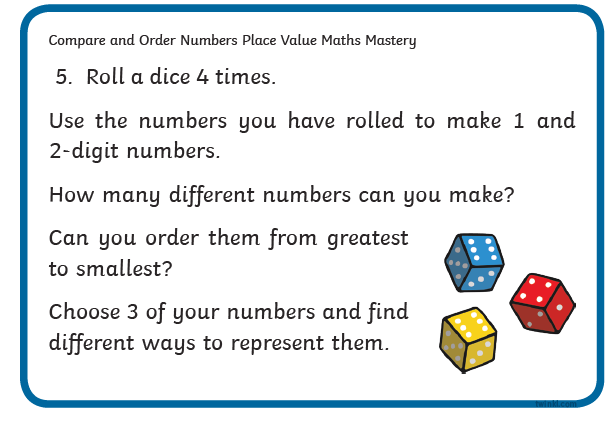 Compare and Order Numbers Place Value Maths Mastery
5. Roll a dice 4 times.
Use the numbers you have rolled to make 1 and
2-digit numbers.
How many different numbers can you make?
Can you order them from greatest
to smallest?
Choose 3 of your numbers and find
different ways to represent them.